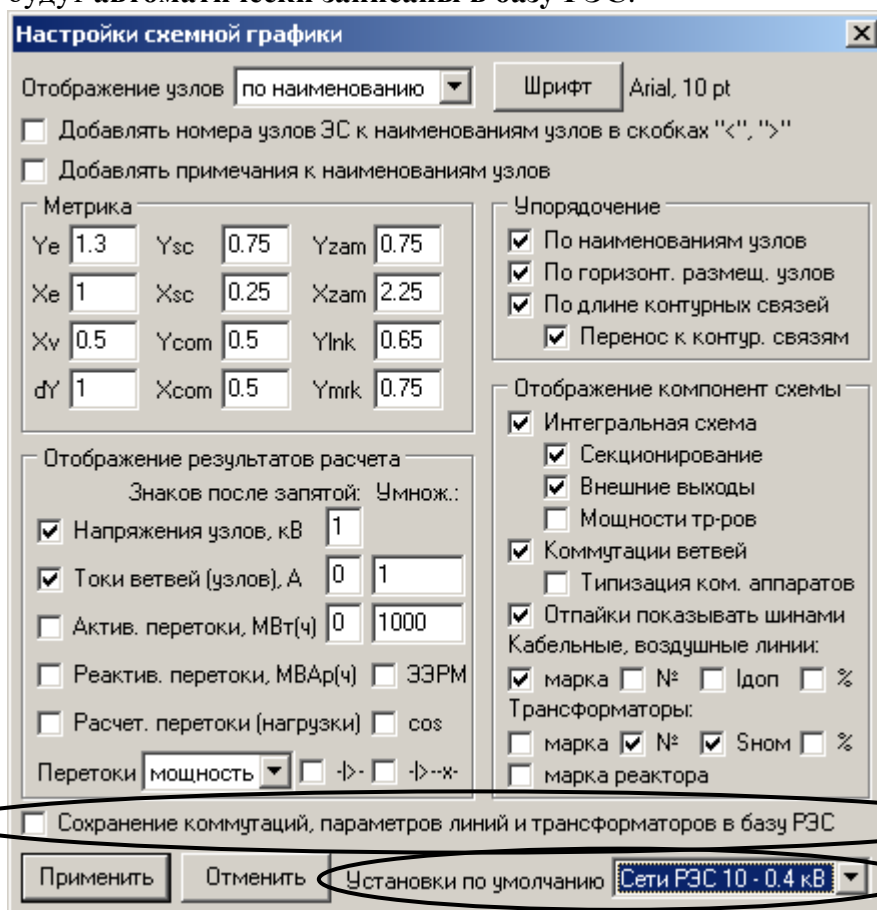 будут автоматически записаны в базу РЭС.
Настройки схемной графики
Отображение узлов по наименованию Шрифт Arial, 10 pt
Добавлять номера узлов ЭС к наименованиям узлов в скобках "<", ">"
Добавлять примечания к наименованиям узлов
Метрика
Ye 1.3 Ysc 0.75 Yzam 0.75
Xe 1 Xsc 0.25 Xzam 2.25
Xv 0.5 Ycom 0.5 Ylnk 0.65
dY 1 Xcom 0.5 Ymrk 0.75
Упорядочение
По наименованиям узлов
По горизонт. размещ. узлов
По длине контурных связей
Перенос к контур. связям
Отображение результатов расчета
Знаков после запятой: Умнож.:
Напряжения узлов, кВ 1
Токи ветвей (узлов), А 0 1
Актив. перетоки, МВт(ч) 0 1000
Реактив. перетоки, МВАр(ч) ЭЭРМ
Расчет. перетоки (нагрузки) cos
Перетоки мощность -|>- -|>--x-
Отображение компонент схемы
Интегральная схема
Секционирование
Внешние выходы
Мощности тр-ров
Коммутации ветвей
Типизация ком. аппаратов
Отпайки показывать шинами
Кабельные, воздушные линии:
марка № Iдоп %
Трансформаторы:
марка № Sном %
марка реактора
Сохранение коммутаций, параметров линий и трансформаторов в базу РЭС
Применить Отменить Установки по умолчанию Сети РЭС 10 - 0.4 кВ